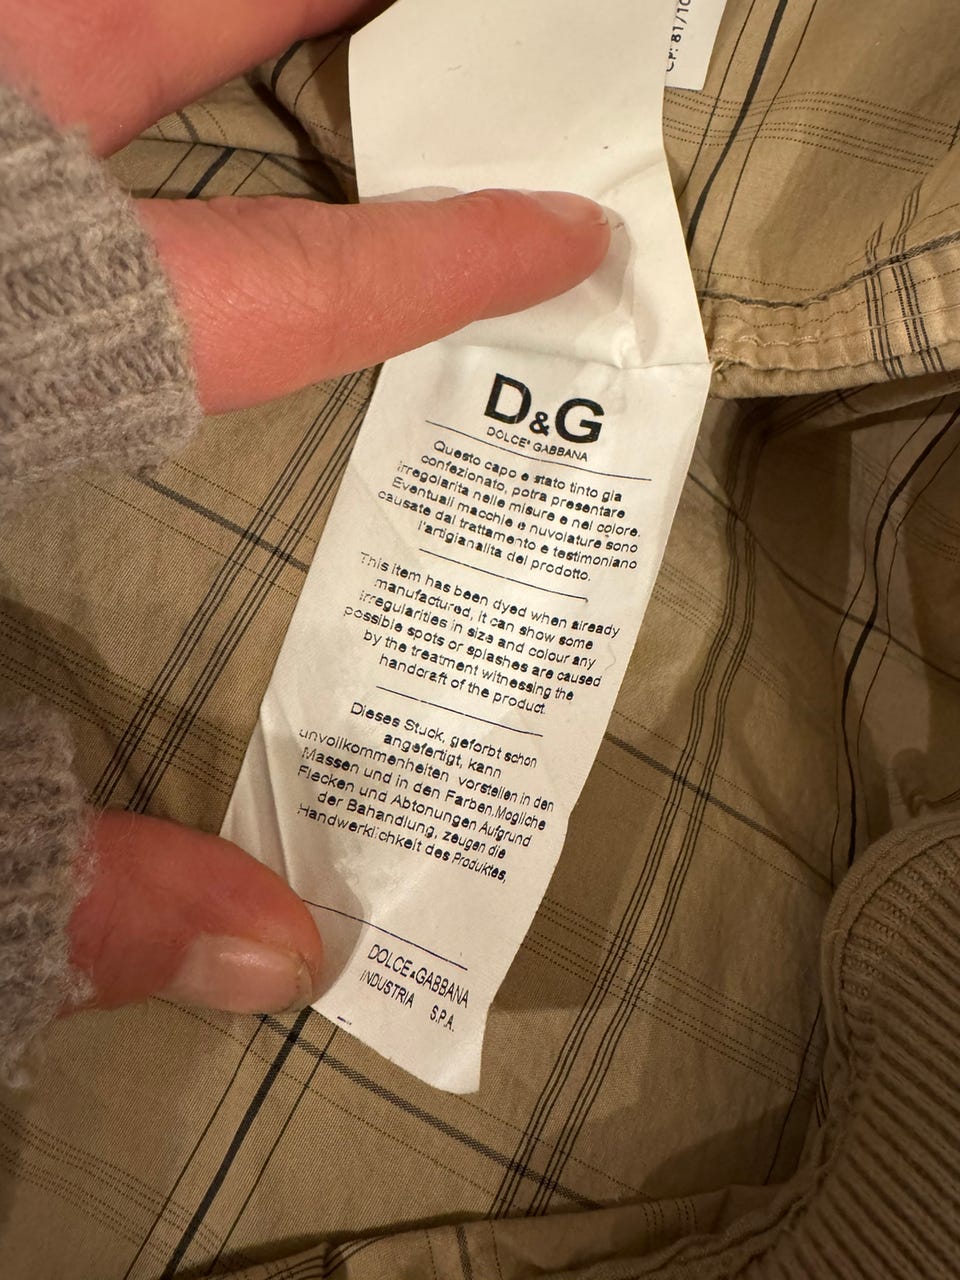 CP: 81/10
D&G
DOLCE & GABBANA
Questo capo e stato tinto gia
confezionato, potra presentare
irregolarita nelle misure e nel colore.
Eventuali macchie e nuvolature sono
causate dal trattamento e testimoniano
l'artigianalita del prodotto.
This item has been dyed when already
manufactured, it can show some
irregularities in size and colour any
possible spots or splashes are caused
by the treatment witnessing the
handcraft of the product.
Dieses Stuck, geforbt schon
angefertigt, kann
unvollkommenheiten vorstellen in den
Massen und in den Farben.Mogliche
Flecken und Abtonungen Aufgrund
der Bahandlung, zeugen die
Handwerklichkeit des Produktes,
DOLCE & GABBANA
INDUSTRIA S.P.A.